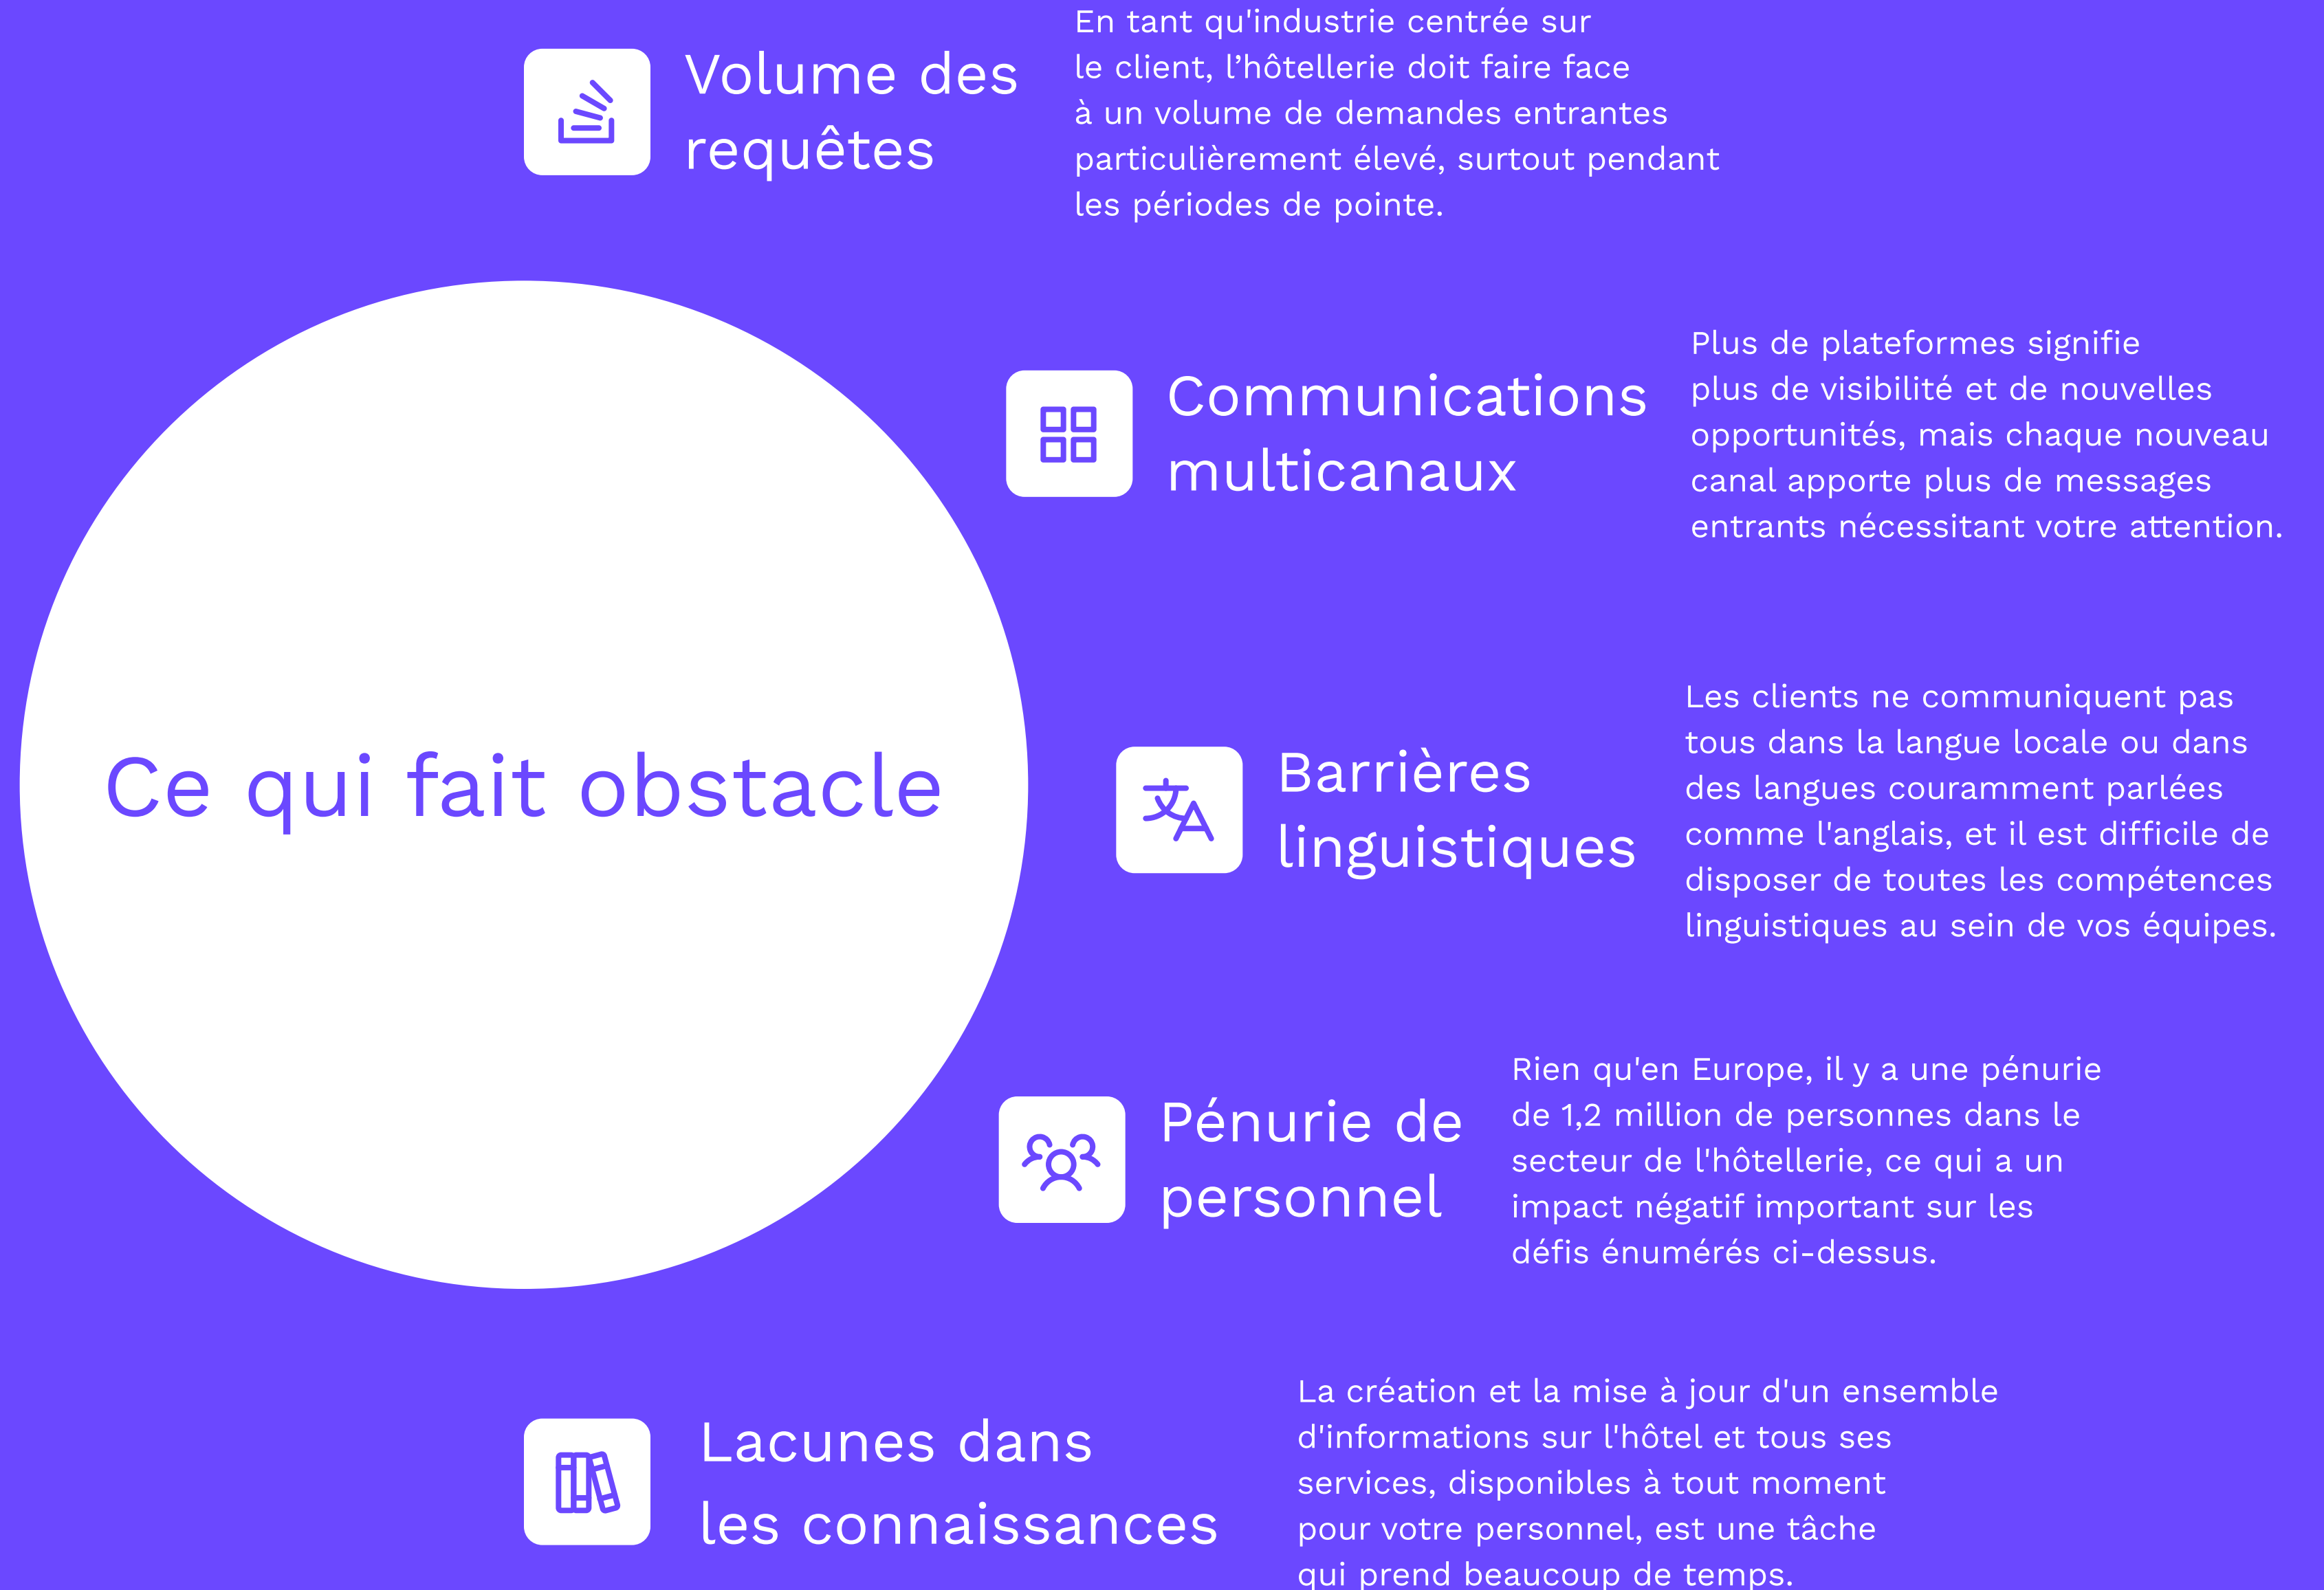 Volume des
requêtes
En tant qu'industrie centrée sur
le client, l’hôtellerie doit faire face
à un volume de demandes entrantes
particulièrement élevé, surtout pendant
les périodes de pointe.
Communications
multicanaux
Plus de plateformes signifie
plus de visibilité et de nouvelles
opportunités, mais chaque nouveau
canal apporte plus de messages
entrants nécessitant votre attention.
Ce qui fait obstacle
Barrières
linguistiques
Les clients ne communiquent pas
tous dans la langue locale ou dans
des langues couramment parlées
comme l'anglais, et il est difficile de
disposer de toutes les compétences
linguistiques au sein de vos équipes.
Pénurie de
personnel
Rien qu'en Europe, il y a une pénurie
de 1,2 million de personnes dans le
secteur de l'hôtellerie, ce qui a un
impact négatif important sur les
défis énumérés ci-dessus.
Lacunes dans
les connaissances
La création et la mise à jour d'un ensemble
d'informations sur l'hôtel et tous ses
services, disponibles à tout moment
pour votre personnel, est une tâche
qui prend beaucoup de temps.